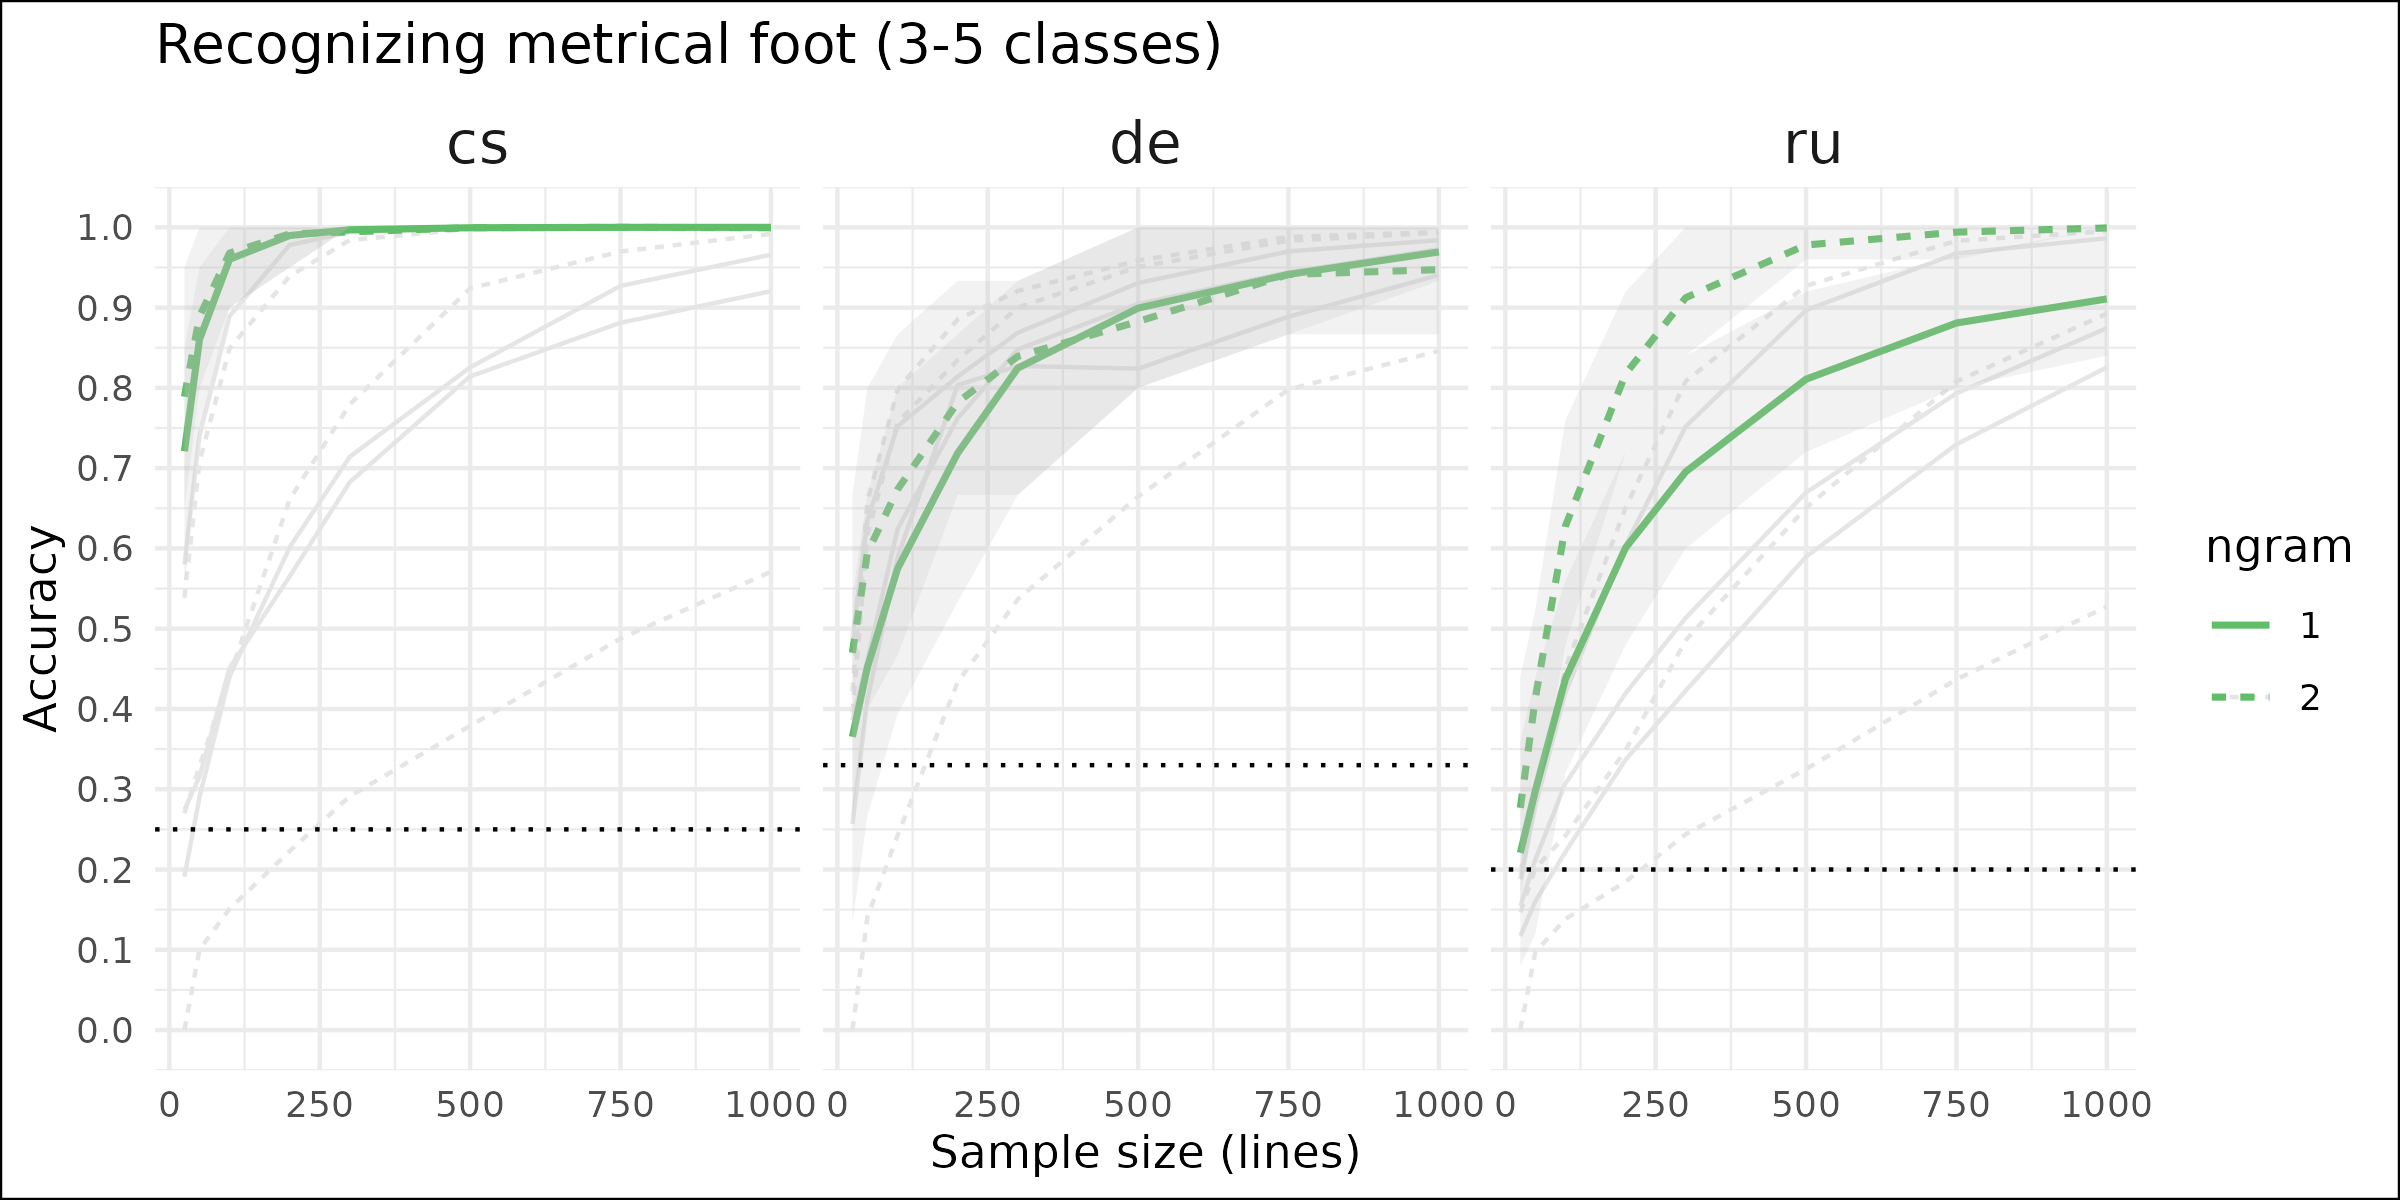 Recognizing metrical foot (3-5 classes)
cs de ru
Accuracy
1.0
0.9
0.8
0.7
0.6
0.5
0.4
0.3
0.2
0.1
0.0
0 250 500 750 1000 0 250 500 750 1000 0 250 500 750 1000
Sample size (lines)
ngram
1
2